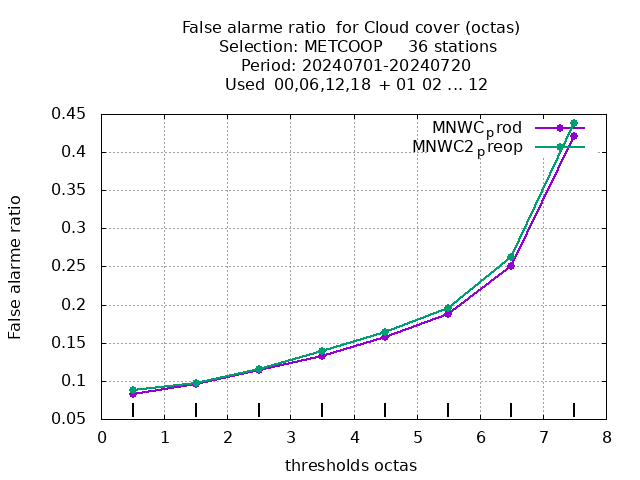 False alarme ratio  for Cloud cover (octas)
Selection: METCOOP     36 stations
Period: 20240701-20240720
Used  00,06,12,18  + 01 02 ... 12
0.45
0.4
0.35
0.3
0.25
0.2
0.15
0.1
0.05
False alarme ratio
MNWCprod
MNWC2preop
0 1 2 3 4 5 6 7 8
thresholds octas